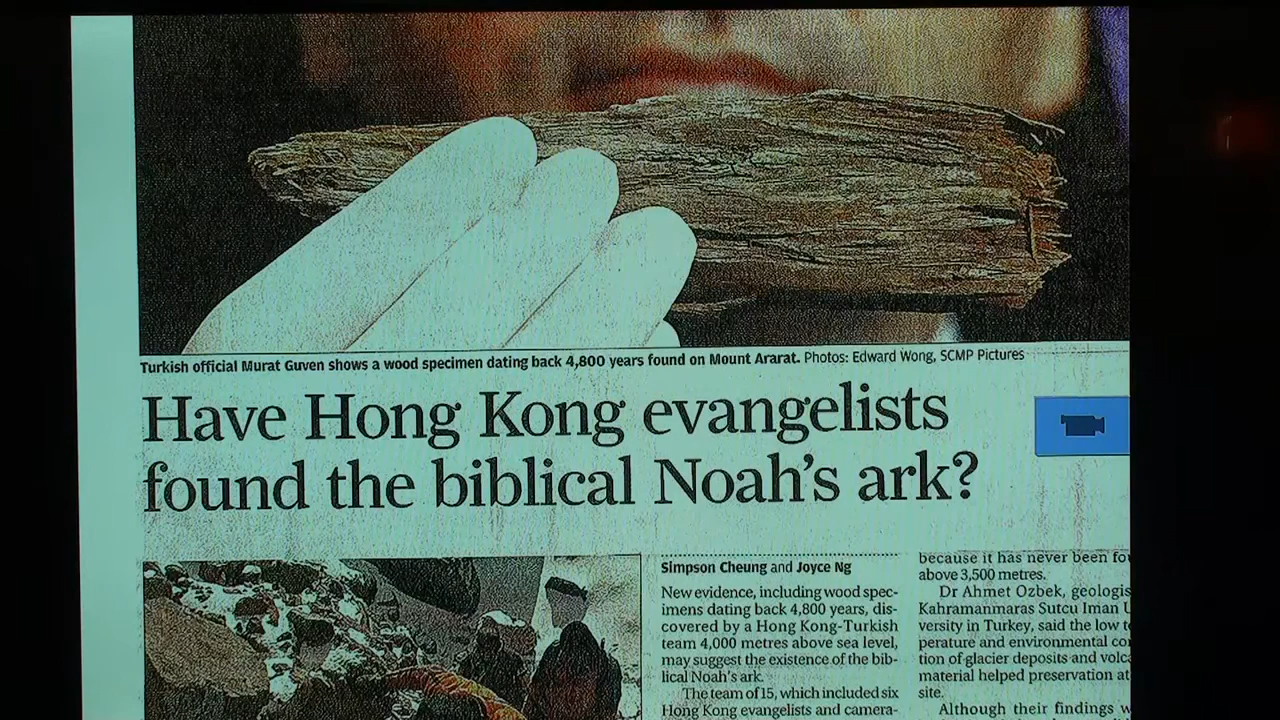 Turkish official Murat Guven shows a wood specimen dating back 4,800 years found on Mount Ararat. Photos: Edward Wong, SCMP Pictures
Have Hong Kong evangelists
found the biblical Noah's ark?
Simpson Cheung and Joyce Ng
New evidence, including wood spec-
imens dating back 4,800 years, dis-
covered by a Hong Kong-Turkish
team 4,000 metres above sea level,
may suggest the existence of the bib-
lical Noah's ark.
The team of 15, which included six
Hong Kong evangelists and camera-
because it has never been
above 3,500 metres.
Dr Ahmet Ozbek,
Kahramanmaras Sutcu Iman
versity in Turkey, said the low
perature and environmental
tion of glacier deposits and
material helped preservation at
site.
Although their findings